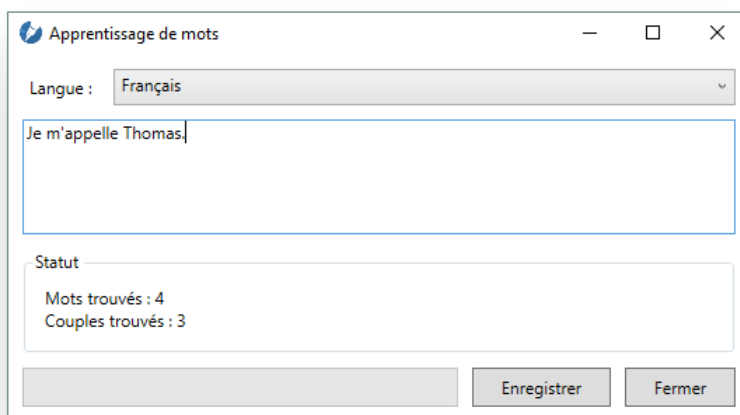 Apprentissage de mots
Langue : Français
Je m'appelle Thomas.
Statut
Mots trouvés : 4
Couples trouvés : 3
Enregistrer Fermer